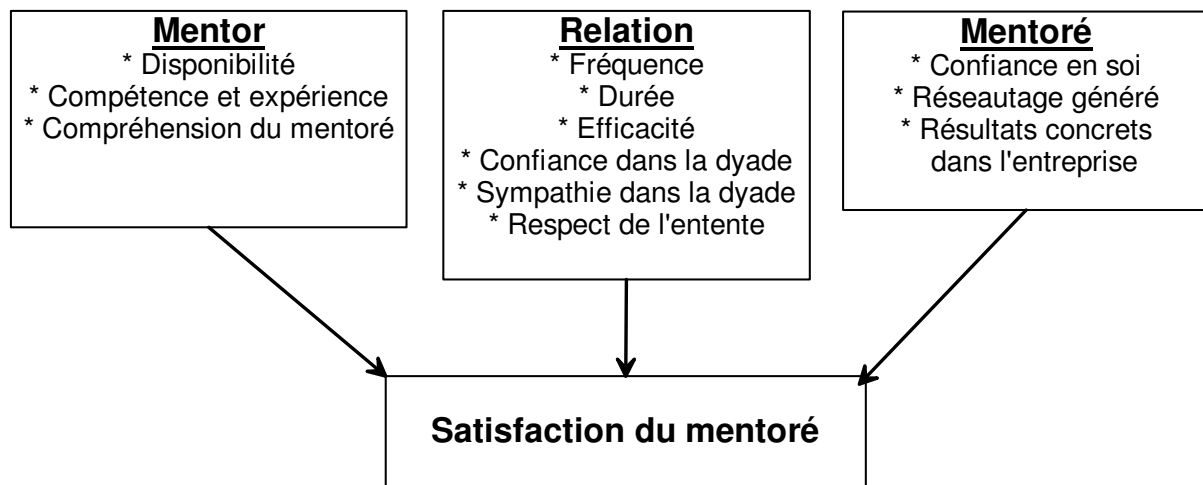 Mentor
* Disponibilité
* Compétence et expérience
* Compréhension du mentoré
Relation
* Fréquence
* Durée
* Efficacité
* Confiance dans la dyade
* Sympathie dans la dyade
* Respect de l'entente
Mentoré
* Confiance en soi
* Réseautage généré
* Résultats concrets
dans l'entreprise
Satisfaction du mentoré